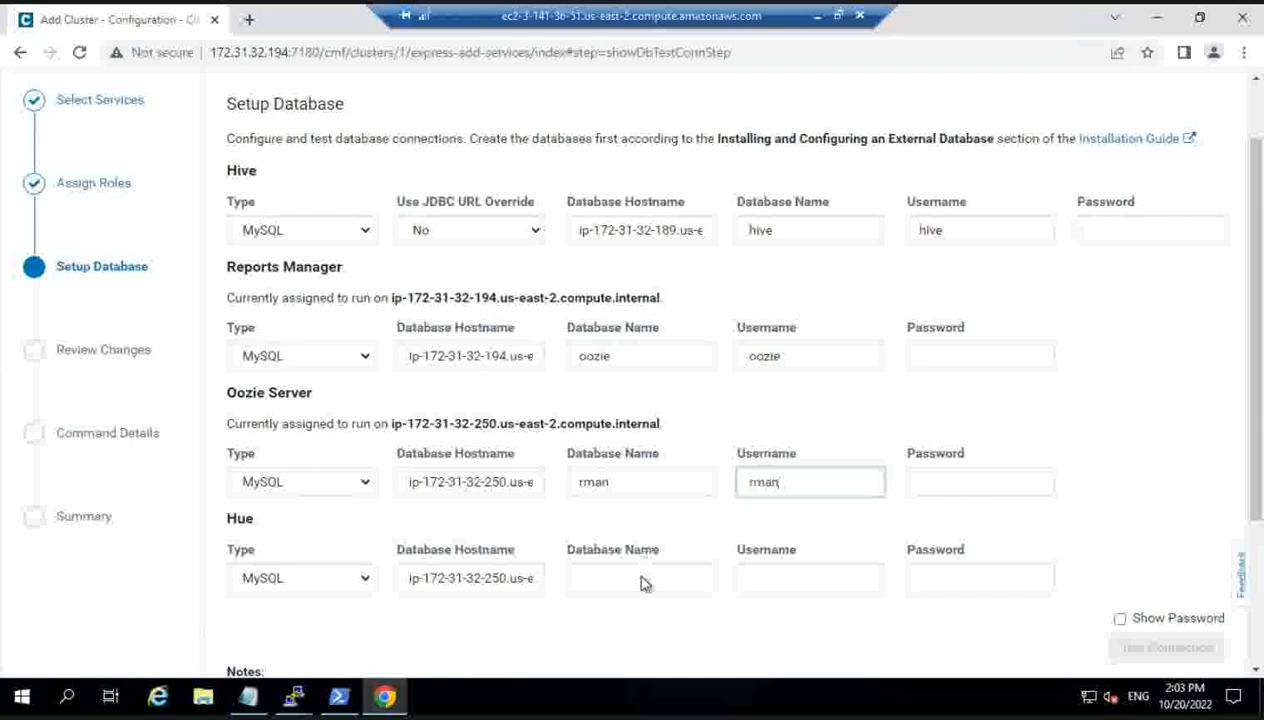 Add Cluster - Configuration - Cl
ec2-3-141-36-51.us-east-2.compute.amazonaws.com
Not secure 172.31.32.194:7180/cmf/clusters/1/express-add-services/index#step=showDbTestConnStep
Select Services
Assign Roles
Setup Database
Review Changes
Command Details
Summary
Setup Database
Configure and test database connections. Create the databases first according to the Installing and Configuring an External Database section of the Installation Guide
Hive
Type Use JDBC URL Override Database Hostname Database Name Username Password
MySQL No ip-172-31-32-189.us-e hive hive
Reports Manager
Currently assigned to run on ip-172-31-32-194.us-east-2.compute.internal.
Type Database Hostname Database Name Username Password
MySQL ip-172-31-32-194.us-e oozie oozie
Oozie Server
Currently assigned to run on ip-172-31-32-250.us-east-2.compute.internal.
Type Database Hostname Database Name Username Password
MySQL ip-172-31-32-250.us-e rman rman
Hue
Type Database Hostname Database Name Username Password
MySQL ip-172-31-32-250.us-e
Show Password
Test Connection
Feedback
Notes:
ENG
2:03 PM
10/20/2022